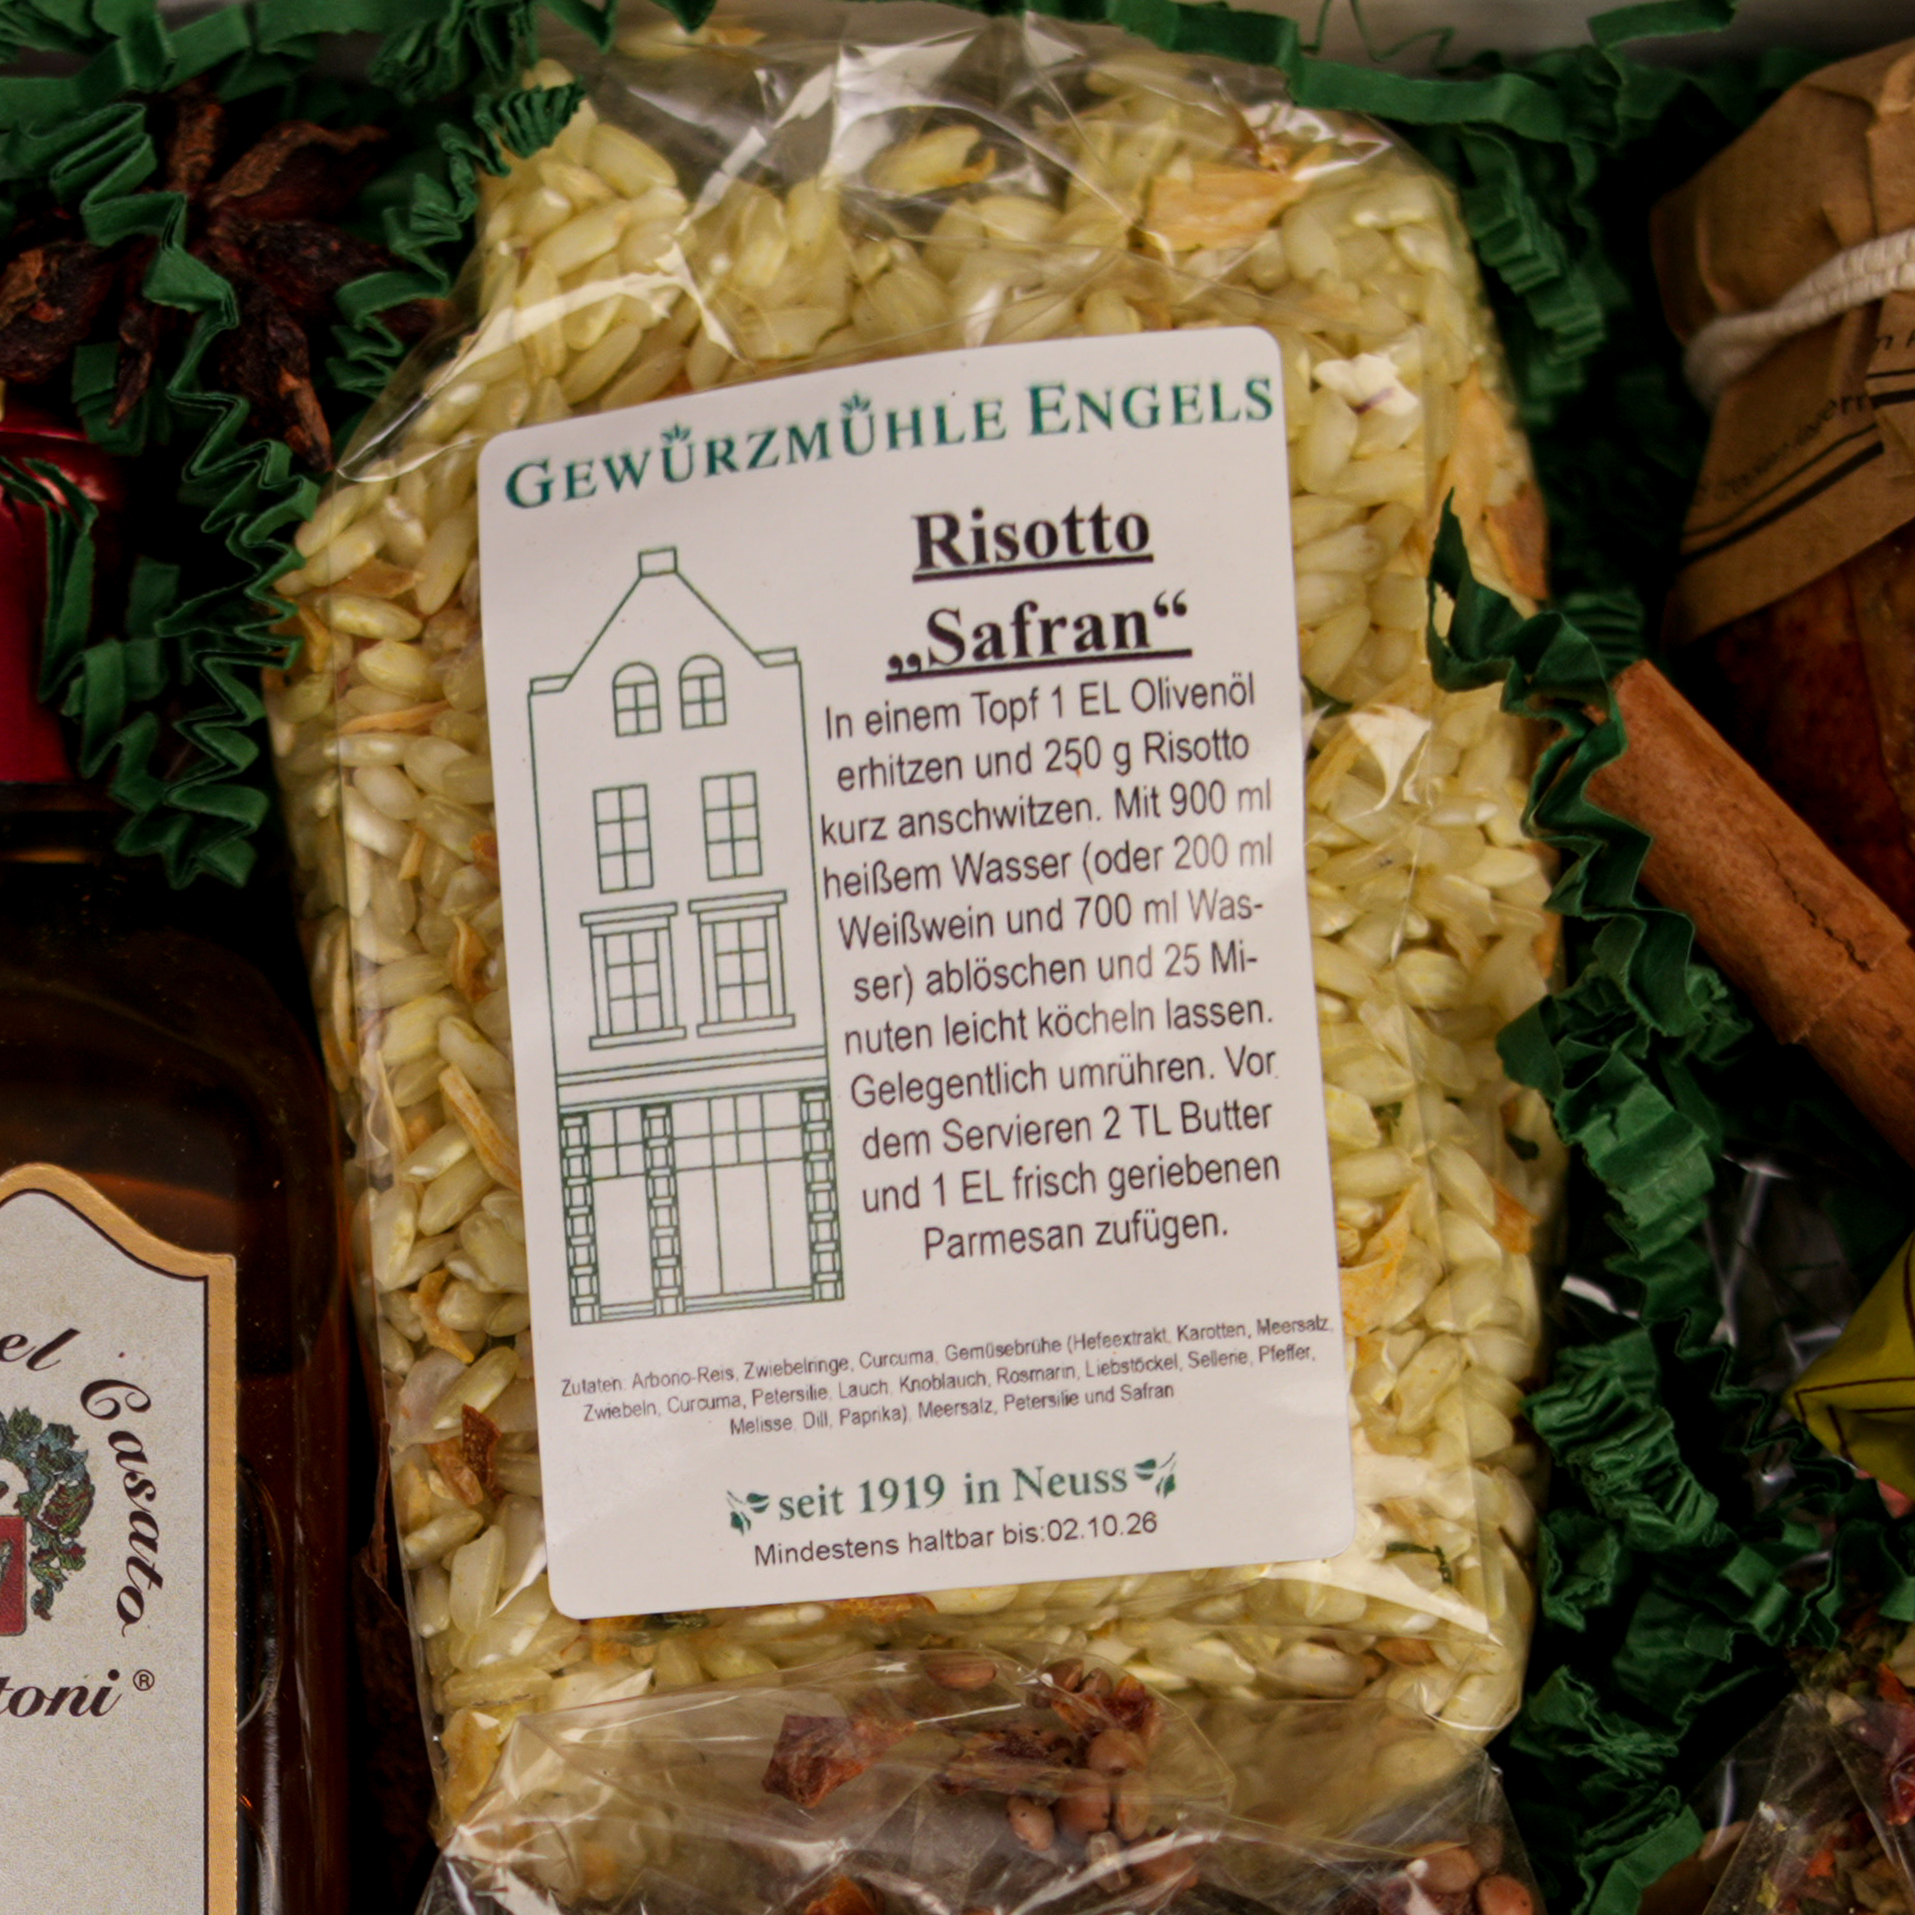 GEWÜRZMÜHLE ENGELS
Risotto
„Safran“
In einem Topf 1 EL Olivenöl
erhitzen und 250 g Risotto
kurz anschwitzen. Mit 900 ml
heißem Wasser (oder 200 ml
Weißwein und 700 ml Was-
ser) ablöschen und 25 Mi-
nuten leicht köcheln lassen.
Gelegentlich umrühren. Vor
dem Servieren 2 TL Butter
und 1 EL frisch geriebenen
Parmesan zufügen.
Zutaten: Arborio-Reis, Zwiebelringe, Curcuma, Gemüsebrühe (Hefeextrakt, Karotten, Meersalz,
Zwiebeln, Curcuma, Petersilie, Lauch, Knoblauch, Rosmarin, Liebstöckel, Sellerie, Pfeffer,
Melisse, Dill, Paprika), Meersalz, Petersilie und Safran
seit 1919 in Neuss
Mindestens haltbar bis:02.10.26
el Casato
toni®